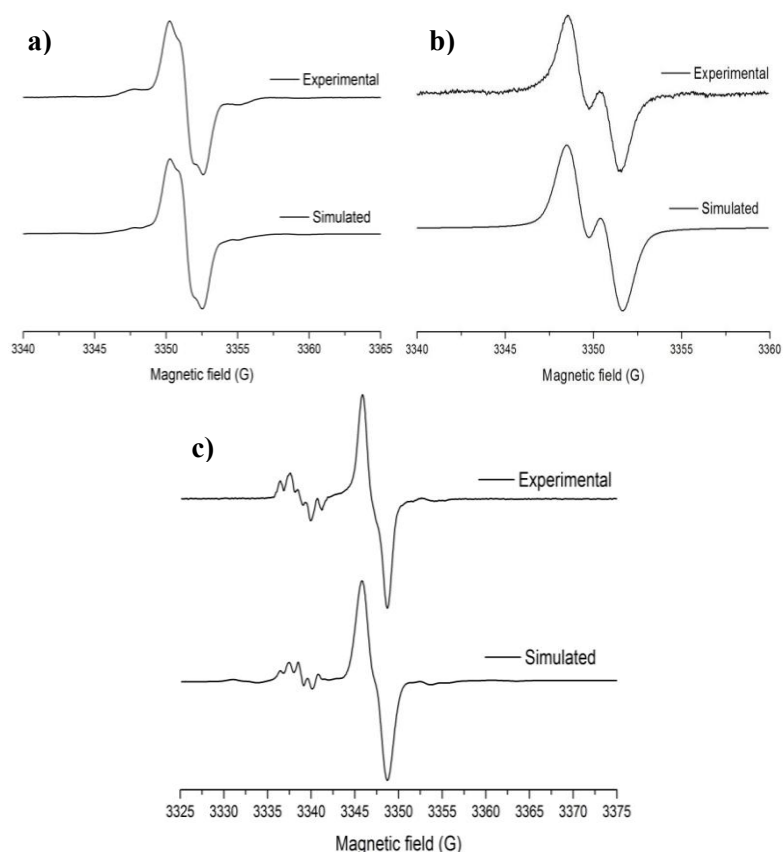 a)
Experimental
Simulated
3340 3345 3350 3355 3360 3365
Magnetic field (G)
b)
Experimental
Simulated
3340 3345 3350 3355 3360
Magnetic field (G)
c)
Experimental
Simulated
3325 3330 3335 3340 3345 3350 3355 3360 3365 3370 3375
Magnetic field (G)